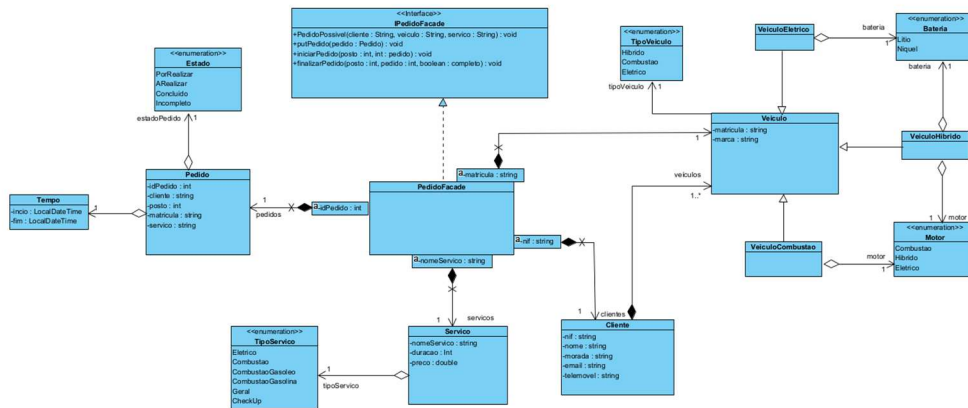 <<Interface>>
IPedidoFacade
+PedidoPossivel(cliente : String, veiculo : String, servico : String) : void
+putPedido(pedido : Pedido) : void
+iniciarPedido(posto : int, int : pedido) : void
+finalizarPedido(posto : int, pedido : int, boolean : completo) : void
<<enumeration>>
Estado
PorRealizar
ARealizar
Concluido
Incompleto
estadoPedido
1
<<enumeration>>
TipoVeiculo
Hibrido
Combustao
Eletrico
tipoVeiculo
1
VeiculoEletrico
bateria
1
<<enumeration>>
Bateria
Litio
Niquel
bateria
1
Veiculo
-matricula : string
-marca : string
VeiculoHibrido
1
motor
VeiculoCombustao
motor
1
<<enumeration>>
Motor
Combustao
Hibrido
Eletrico
Pedido
-idPedido : int
-cliente : string
-posto : int
-matricula : string
-servico : string
Tempo
-incio : LocalDateTime
-fim : LocalDateTime
1
PedidoFacade
a-matricula : string
1
a-idPedido : int
1
pedidos
a-nif : string
1
clientes
a-nomeServico : string
1
servicos
veiculos
1..*
<<enumeration>>
TipoServico
Eletrico
Combustao
CombustaoGasoleo
CombustaoGasolina
Geral
CheckUp
1
tipoServico
Servico
-nomeServico : string
-duracao : Int
-preco : double
Cliente
-nif : string
-nome : string
-morada : string
-email : string
-telemovel : string